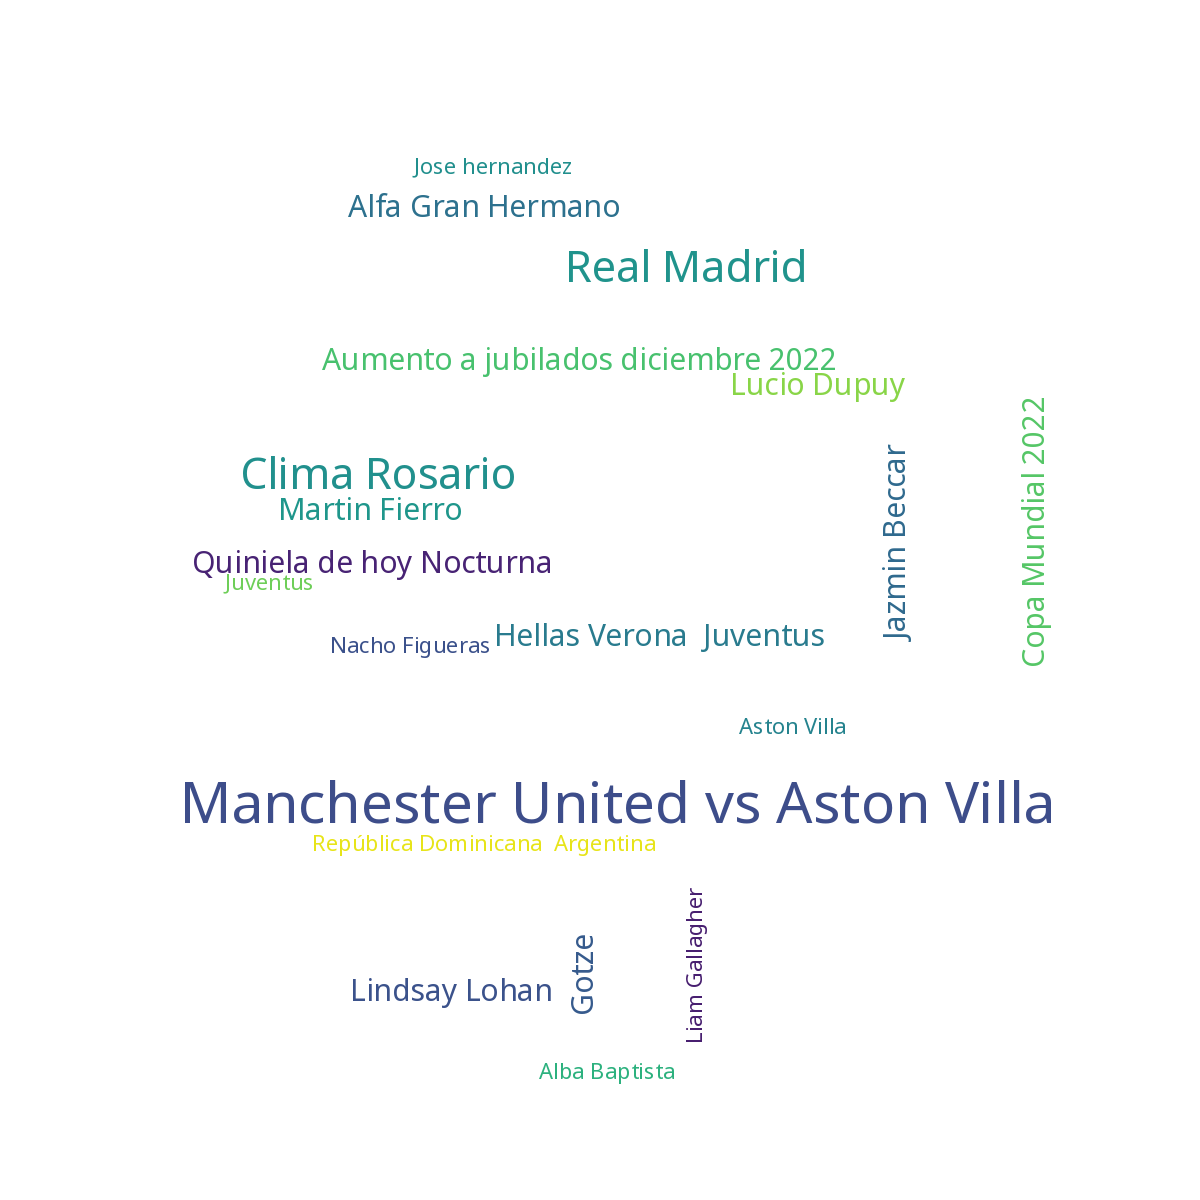 Jose hernandez
Alfa Gran Hermano
Real Madrid
Aumento a jubilados diciembre 2022
Lucio Dupuy
Clima Rosario
Martin Fierro
Quiniela de hoy Nocturna
Juventus
Jazmin Beccar
Copa Mundial 2022
Nacho Figueras
Hellas Verona  Juventus
Aston Villa
Manchester United vs Aston Villa
República Dominicana  Argentina
Lindsay Lohan
Gotze
Liam Gallagher
Alba Baptista